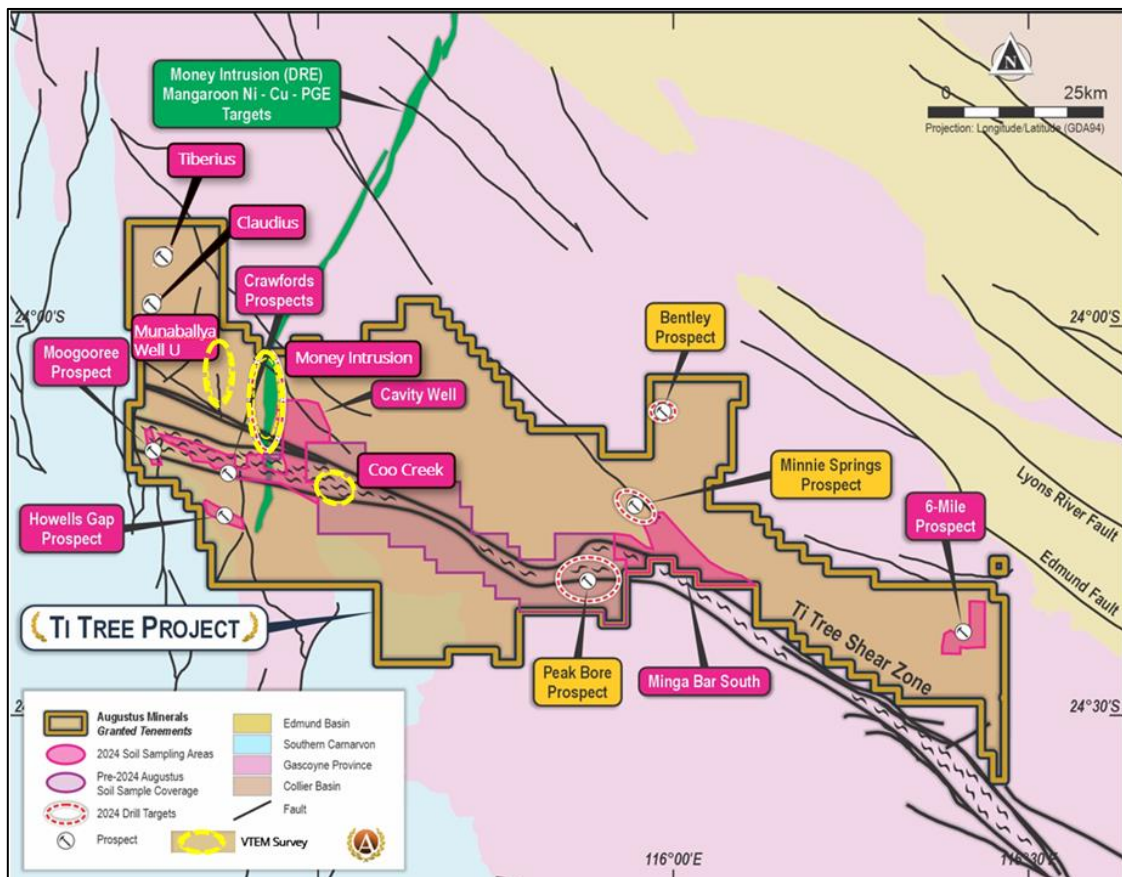 Money Intrusion (DRE)
Mangaroon Ni - Cu - PGE
Targets
N
0 25km
Projection: Longitude/Latitude (GDA94)
Tiberius
Claudius
Crawfords
Prospects
24°00'S
24°00'S
Munaballya
Well U
Bentley
Prospect
Moogooree
Prospect
Money Intrusion
Cavity Well
Coo Creek
Minnie Springs
Prospect
Lyons River Fault
6-Mile
Prospect
Howells Gap
Prospect
Edmund Fault
TI TREE PROJECT
Ti Tree Shear Zone
Peak Bore
Prospect
Minga Bar South
24°30'S
Augustus Minerals
Granted Tenements
2024 Soil Sampling Areas
Pre-2024 Augustus
Soil Sample Coverage
2024 Drill Targets
Prospect
Edmund Basin
Southern Carnarvon
Gascoyne Province
Collier Basin
Fault
VTEM Survey
A
116°00'E
116°30'E